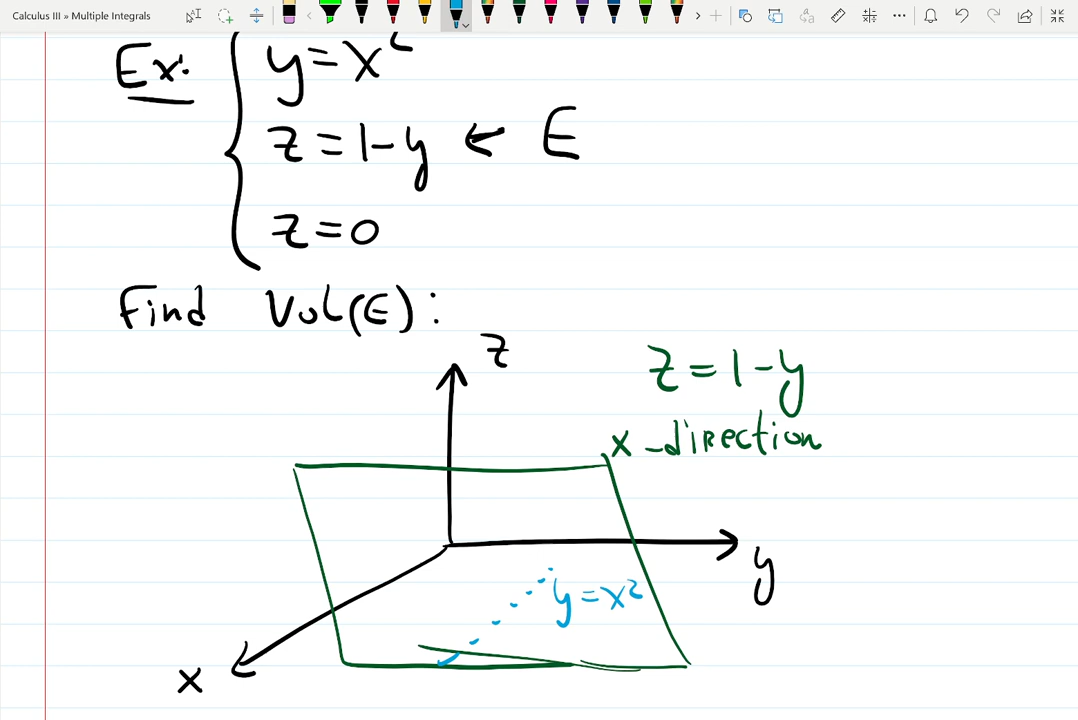 Calculus III » Multiple Integrals
Ex: y=x²
z=1-y ← E
z=0
Find Vol(E):
z
z=1-y
x-direction
y
y=x²
x